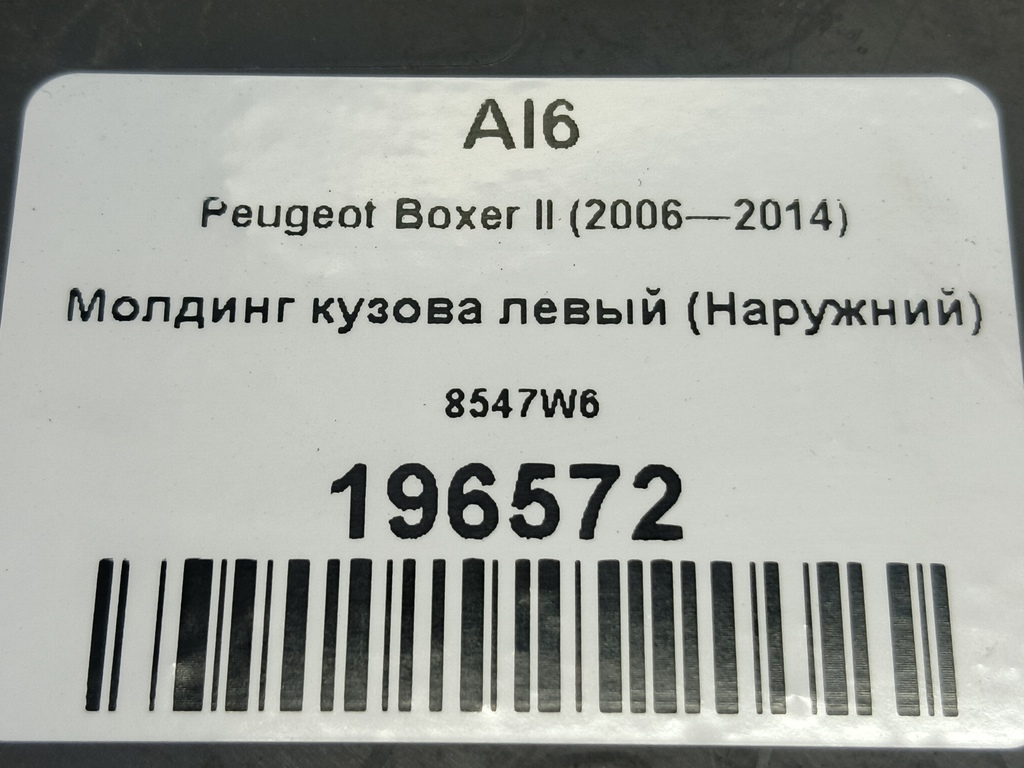 AI6
Peugeot Boxer II (2006—2014)
Молдинг кузова левый (Наружний)
8547W6
196572